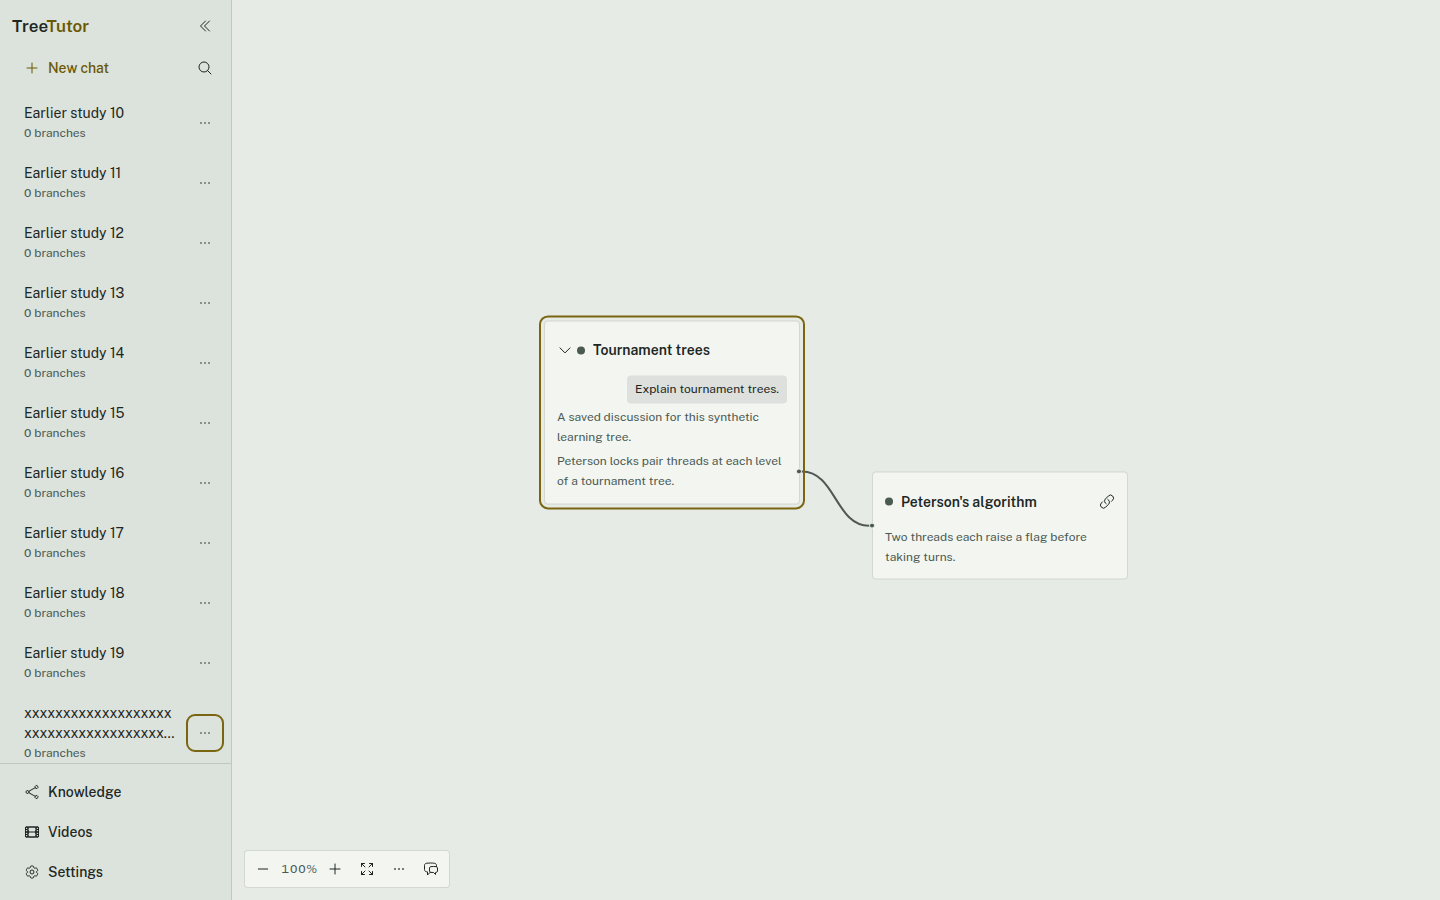 TreeTutor
New chat
Earlier study 10
0 branches
Earlier study 11
0 branches
Earlier study 12
0 branches
Earlier study 13
0 branches
Earlier study 14
0 branches
Earlier study 15
0 branches
Earlier study 16
0 branches
Earlier study 17
0 branches
Earlier study 18
0 branches
Earlier study 19
0 branches
xxxxxxxxxxxxxxxxxxx
xxxxxxxxxxxxxxxxxx...
0 branches
Knowledge
Videos
Settings
Tournament trees
Explain tournament trees.
A saved discussion for this synthetic
learning tree.
Peterson locks pair threads at each level
of a tournament tree.
Peterson's algorithm
Two threads each raise a flag before
taking turns.
100%